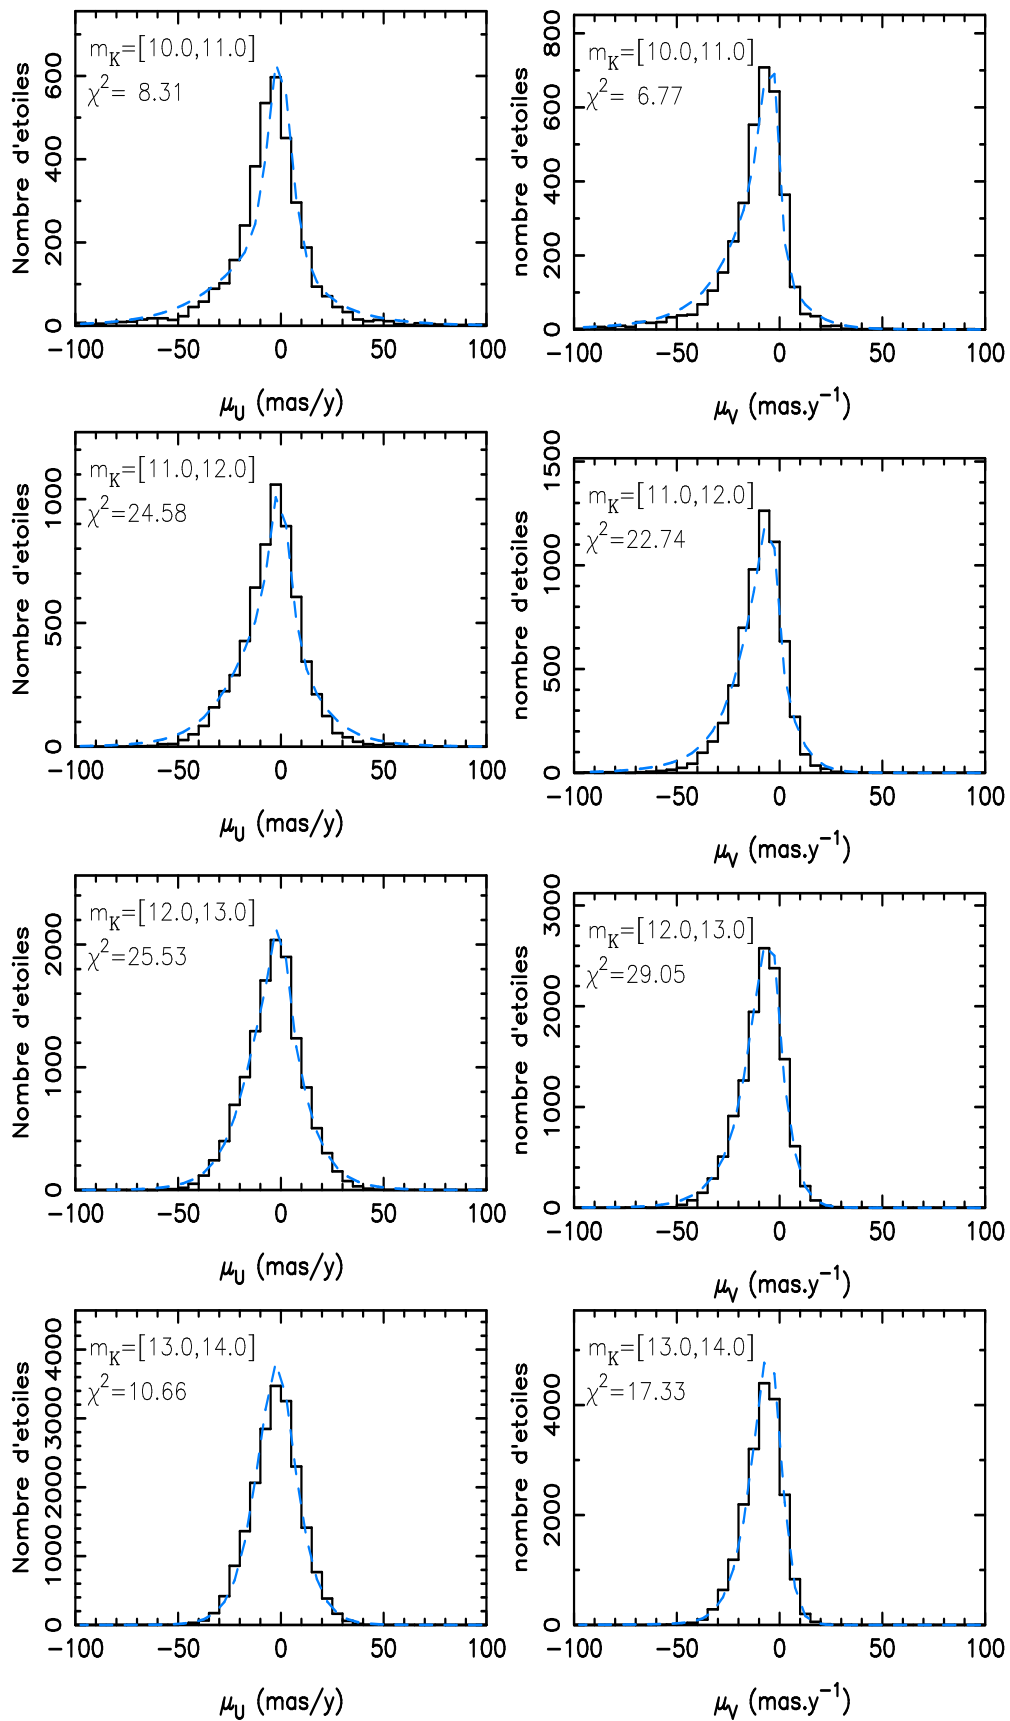 m_K=[10.0,11.0]
χ²= 8.31
Nombre d'etoiles
0 200 400 600
−100 −50 0 50 100
μ_U (mas/y)
m_K=[10.0,11.0]
χ²= 6.77
nombre d'etoiles
0 200 400 600 800
−100 −50 0 50 100
μ_V (mas.y⁻¹)
m_K=[11.0,12.0]
χ²=24.58
Nombre d'etoiles
0 500 1000
−100 −50 0 50 100
μ_U (mas/y)
m_K=[11.0,12.0]
χ²=22.74
nombre d'etoiles
0 500 1000 1500
−100 −50 0 50 100
μ_V (mas.y⁻¹)
m_K=[12.0,13.0]
χ²=25.53
Nombre d'etoiles
0 1000 2000
−100 −50 0 50 100
μ_U (mas/y)
m_K=[12.0,13.0]
χ²=29.05
nombre d'etoiles
0 1000 2000 3000
−100 −50 0 50 100
μ_V (mas.y⁻¹)
m_K=[13.0,14.0]
χ²=10.66
Nombre d'etoiles
0 1000 2000 3000 4000
−100 −50 0 50 100
μ_U (mas/y)
m_K=[13.0,14.0]
χ²=17.33
nombre d'etoiles
0 2000 4000
−100 −50 0 50 100
μ_V (mas.y⁻¹)